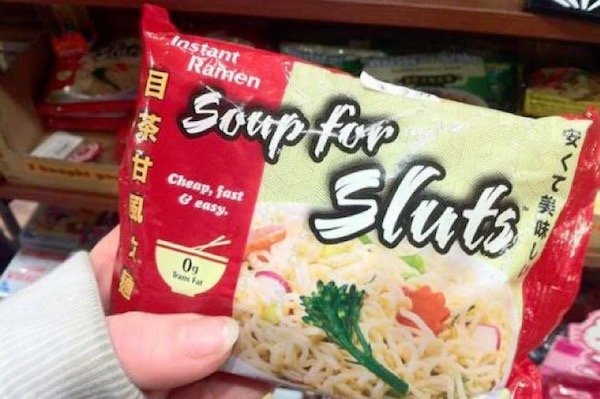 Instant
Ramen
Soup for
Sluts
Cheap, fast
& easy.
0g
Trans Fat
安くて美味しい